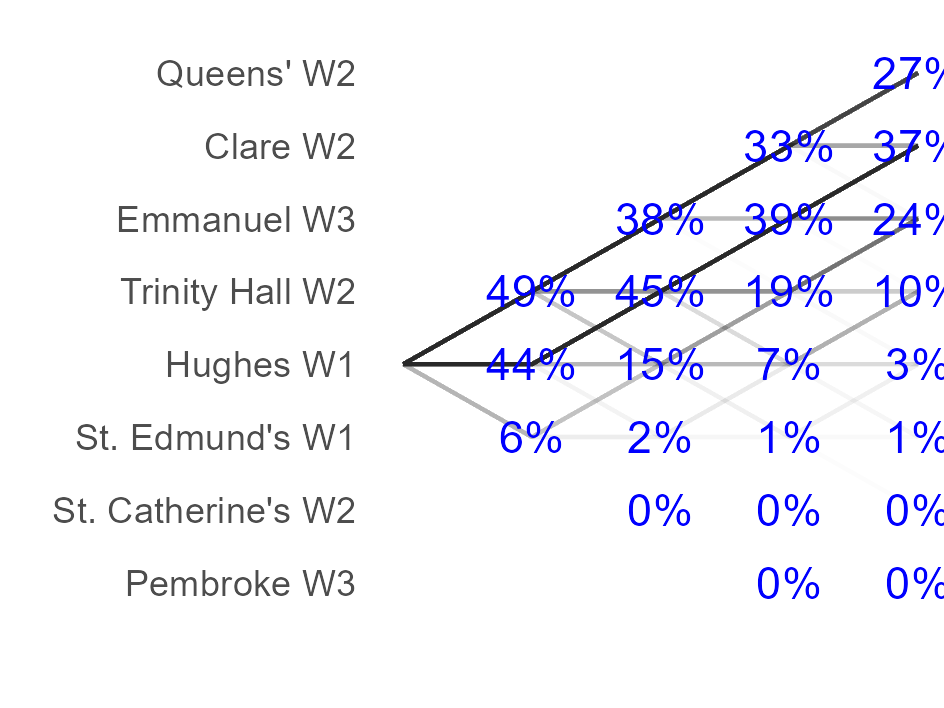 Queens' W2 27%
Clare W2 33% 37%
Emmanuel W3 38% 39% 24%
Trinity Hall W2 49% 45% 19% 10%
Hughes W1 44% 15% 7% 3%
St. Edmund's W1 6% 2% 1% 1%
St. Catherine's W2 0% 0% 0%
Pembroke W3 0% 0%